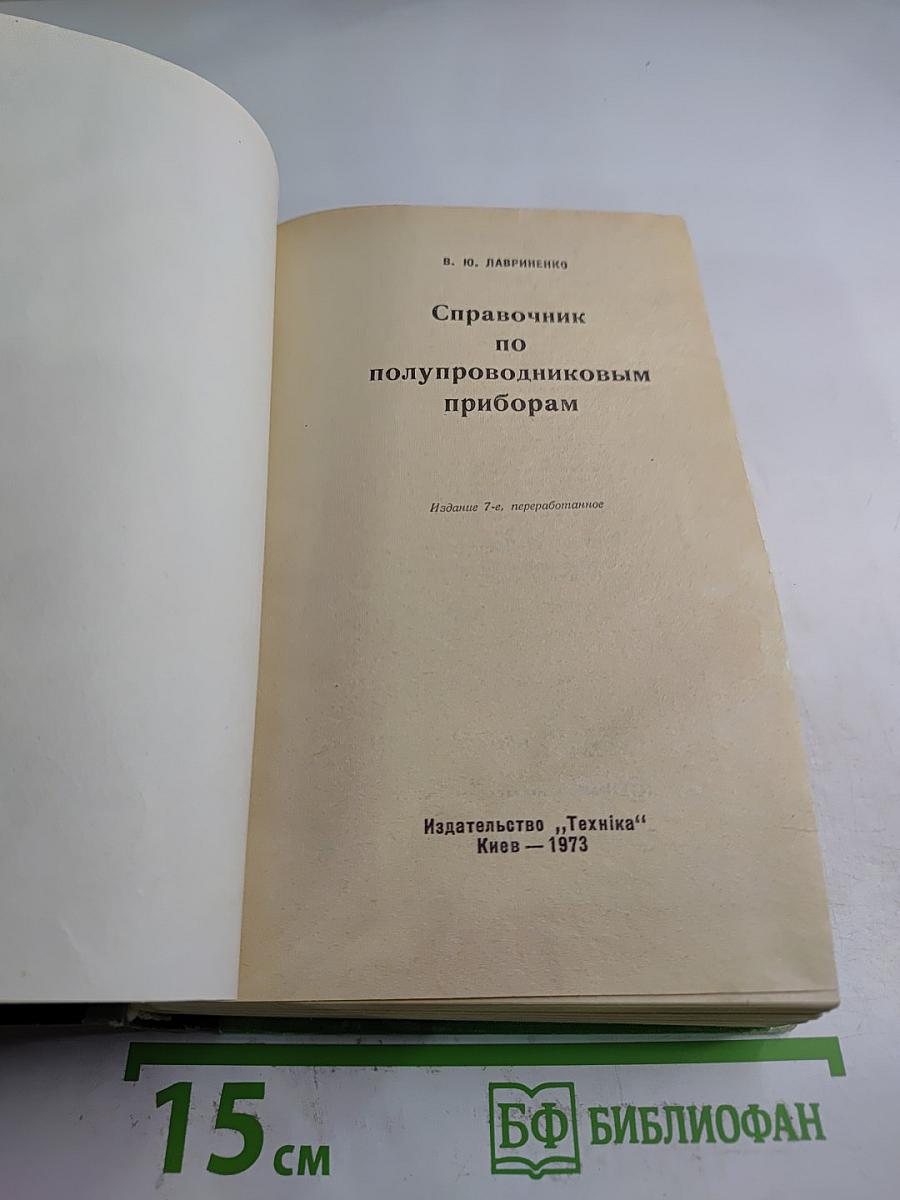 В. Ю. ЛАВРИНЕНКО
Справочник
по
полупроводниковым
приборам
Издание 7-е, переработанное
Издательство „Техніка“
Киев — 1973
15 см
БФ БИБЛИОФАН